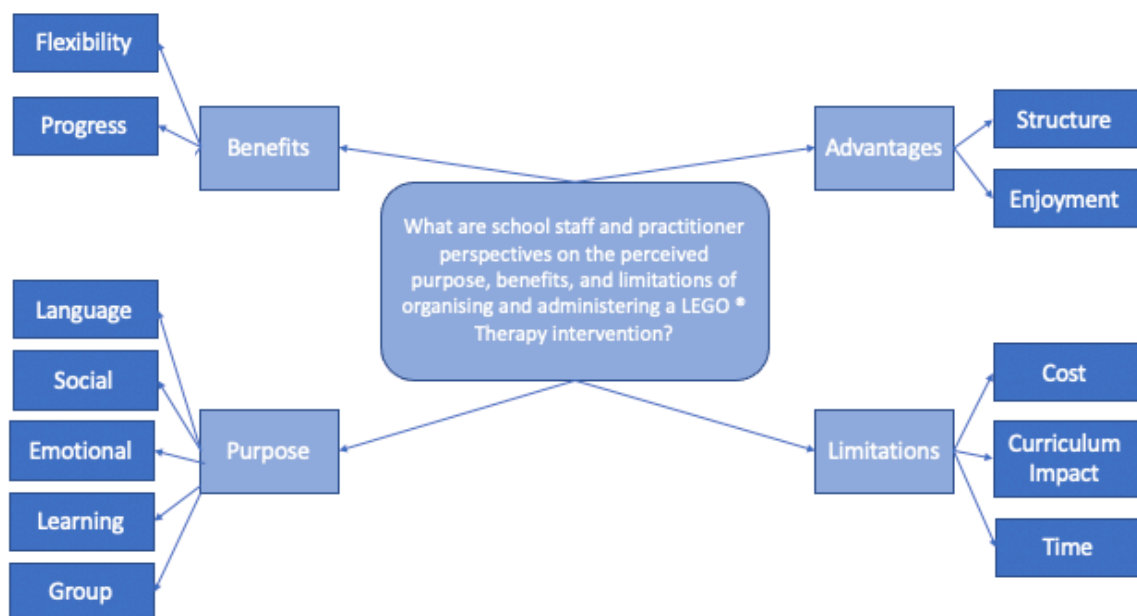 Flexibility
Progress
Benefits
Advantages
Structure
Enjoyment
What are school staff and practitioner
perspectives on the perceived
purpose, benefits, and limitations of
organising and administering a LEGO ®
Therapy intervention?
Language
Social
Emotional
Learning
Group
Purpose
Limitations
Cost
Curriculum
Impact
Time